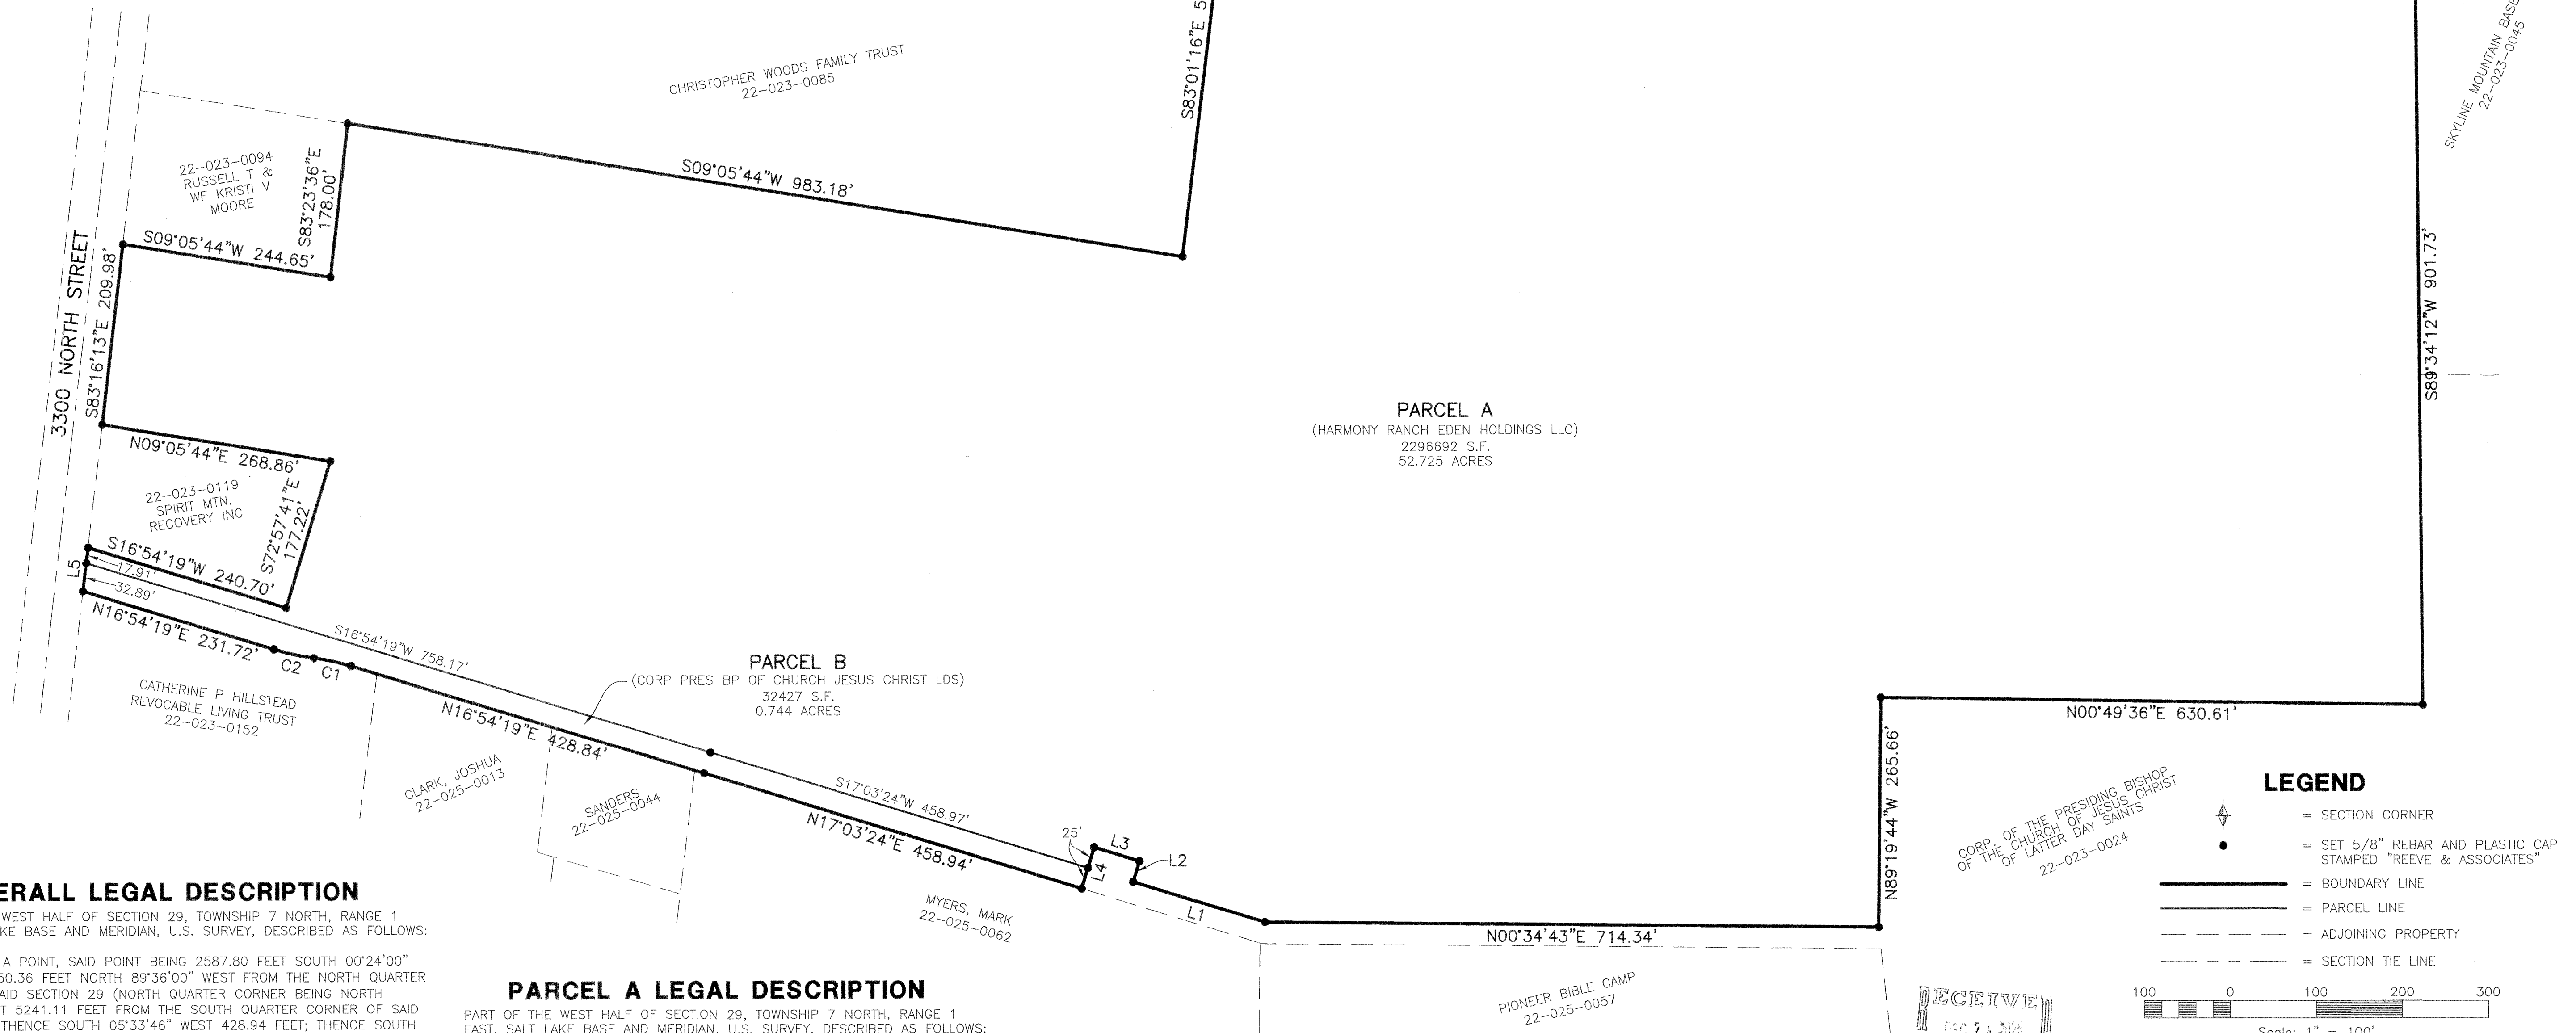 CHRISTOPHER WOODS FAMILY TRUST
22-023-0085
S83°01'16"E 5
SKYLINE MOUNTAIN BASE
22-023-0045
22-023-0094
RUSSELL T &
WF KRISTI V
MOORE
S83°23'36"E
178.00'
S09°05'44"W 983.18'
S09°05'44"W 244.65'
3300 NORTH STREET
S83°16'13"E 209.98'
S89°34'12"W 901.73'
PARCEL A
(HARMONY RANCH EDEN HOLDINGS LLC)
2296692 S.F.
52.725 ACRES
N09°05'44"E 268.86'
22-023-0119
SPIRIT MTN.
RECOVERY INC
S72°57'41"E
177.22'
S16°54'19"W 240.70'
L5
17.91'
32.89'
N16°54'19"E 231.72'
C2
C1
S16°54'19"W 758.17'
PARCEL B
(CORP PRES BP OF CHURCH JESUS CHRIST LDS)
32427 S.F.
0.744 ACRES
CATHERINE P HILLSTEAD
REVOCABLE LIVING TRUST
22-023-0152
N16°54'19"E 428.84'
CLARK, JOSHUA
22-025-0013
SANDERS
22-025-0044
S17°03'24"W 458.97'
N17°03'24"E 458.94'
25'
L3
L2
L4
L1
MYERS, MARK
22-025-0062
N00°34'43"E 714.34'
N89°19'44"W 265.66'
N00°49'36"E 630.61'
CORP. OF THE PRESIDING BISHOP
OF THE CHURCH OF JESUS CHRIST
OF LATTER DAY SAINTS
22-023-0024
PIONEER BIBLE CAMP
22-025-0057
LEGEND
= SECTION CORNER
= SET 5/8" REBAR AND PLASTIC CAP
STAMPED "REEVE & ASSOCIATES"
= BOUNDARY LINE
= PARCEL LINE
= ADJOINING PROPERTY
= SECTION TIE LINE
100 0 100 200 300
Scale: 1" = 100'
ERALL LEGAL DESCRIPTION
WEST HALF OF SECTION 29, TOWNSHIP 7 NORTH, RANGE 1
KE BASE AND MERIDIAN, U.S. SURVEY, DESCRIBED AS FOLLOWS:
A POINT, SAID POINT BEING 2587.80 FEET SOUTH 00°24'00"
50.36 FEET NORTH 89°36'00" WEST FROM THE NORTH QUARTER
AID SECTION 29 (NORTH QUARTER CORNER BEING NORTH
T 5241.11 FEET FROM THE SOUTH QUARTER CORNER OF SAID
THENCE SOUTH 05°33'46" WEST 428.94 FEET; THENCE SOUTH
PARCEL A LEGAL DESCRIPTION
PART OF THE WEST HALF OF SECTION 29, TOWNSHIP 7 NORTH, RANGE 1
EAST, SALT LAKE BASE AND MERIDIAN, U.S. SURVEY, DESCRIBED AS FOLLOWS:
ECEIVE